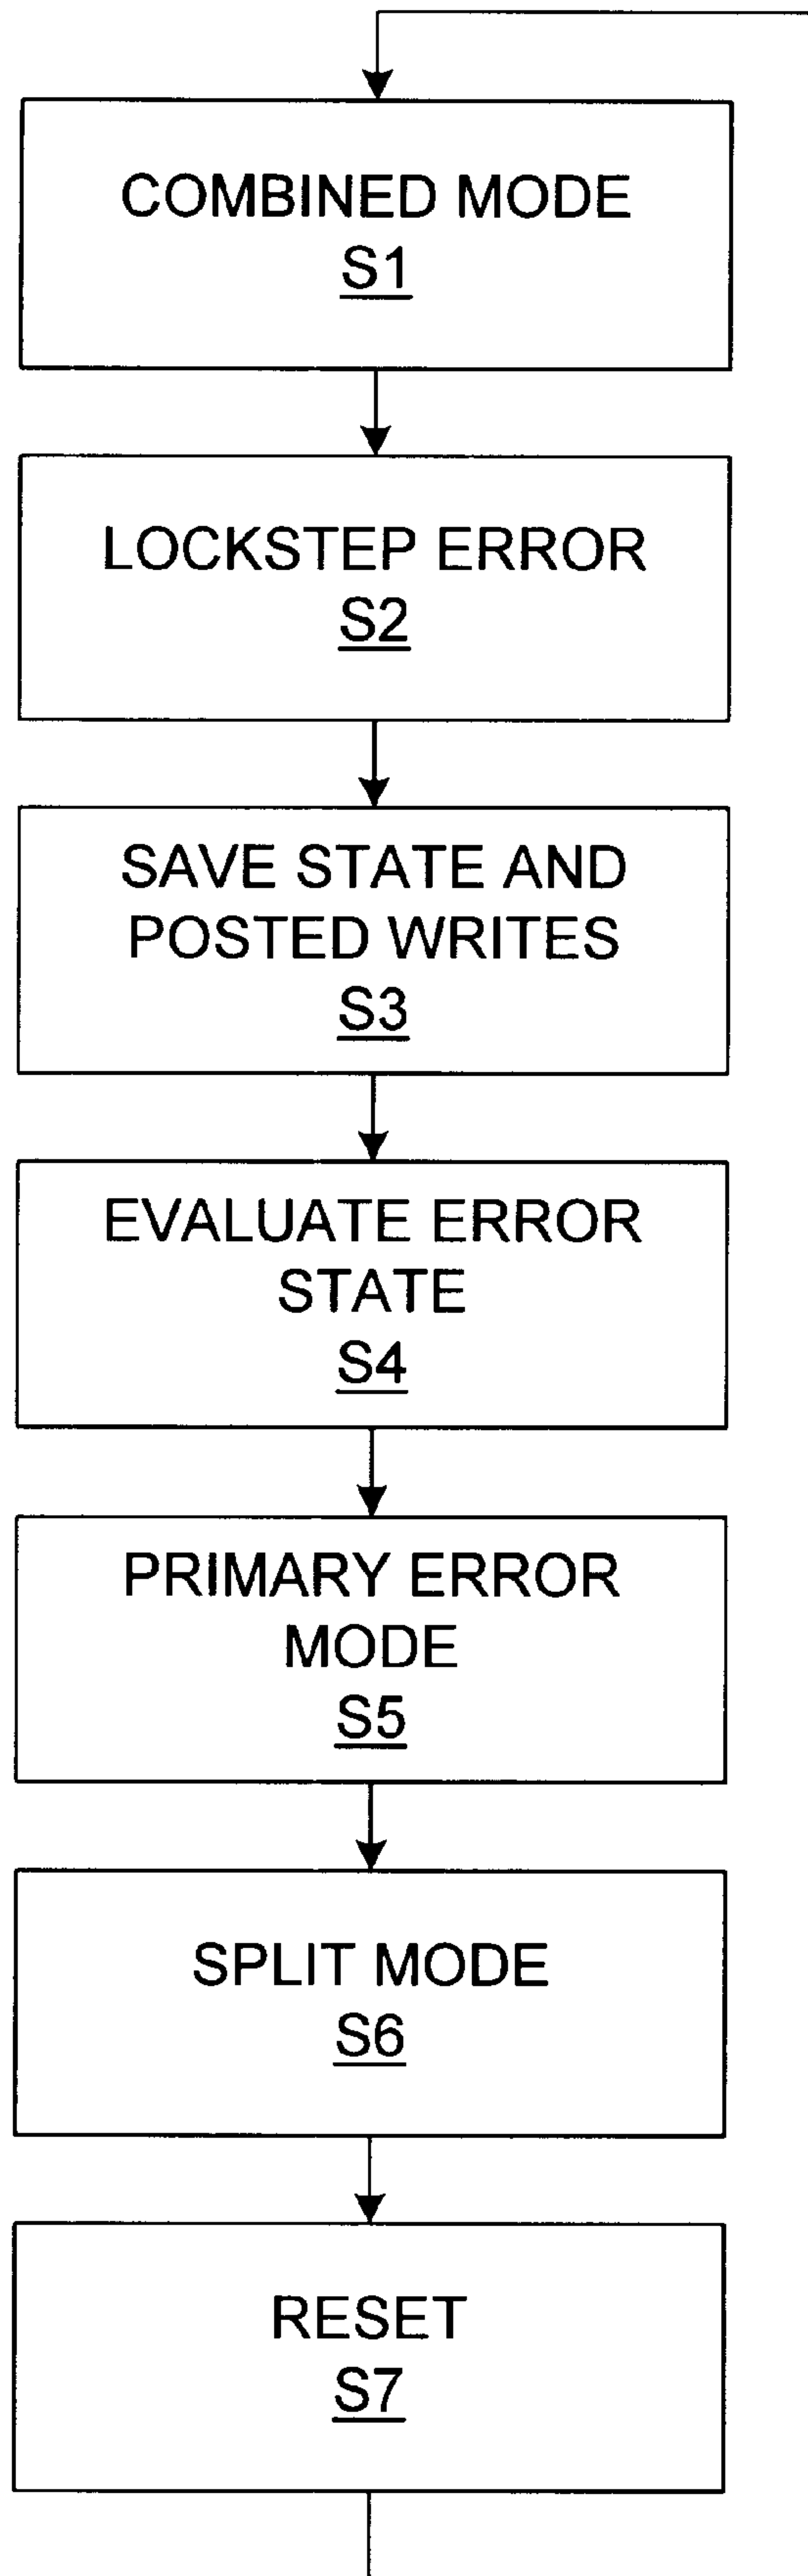 COMBINED MODE
S1
LOCKSTEP ERROR
S2
SAVE STATE AND
POSTED WRITES
S3
EVALUATE ERROR
STATE
S4
PRIMARY ERROR
MODE
S5
SPLIT MODE
S6
RESET
S7